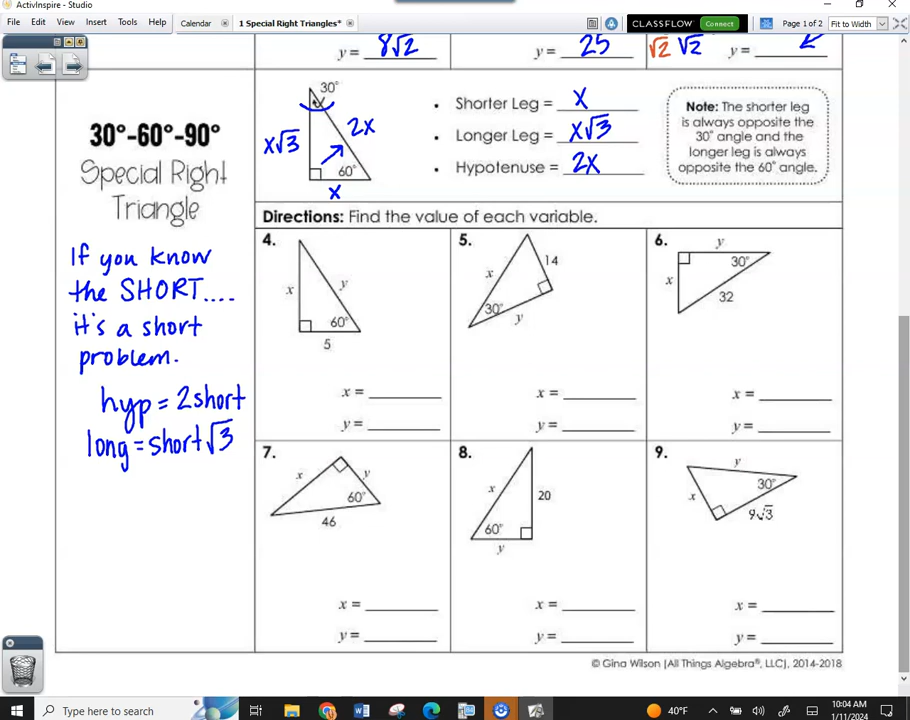 ActivInspire - Studio
File Edit View Insert Tools Help Calendar 1 Special Right Triangles* CLASSFLOW Connect Page 1 of 2 Fit to Width
y = 8√2 y = 25 √2 √2 y =
30°-60°-90°
Special Right
Triangle
30°
x√3 2x
60°
x
• Shorter Leg = x
• Longer Leg = x√3
• Hypotenuse = 2x
Note: The shorter leg
is always opposite the
30° angle and the
longer leg is always
opposite the 60° angle.
Directions: Find the value of each variable.
If you know
the SHORT....
it's a short
problem.
hyp = 2short
long = short√3
4.
x y
60°
5
x =
y =
5.
14
x
30°
y
x =
y =
6.
y
30°
x
32
x =
y =
7.
x y
60°
46
x =
y =
8.
x 20
60°
y
x =
y =
9.
y
30°
x
9√3
x =
y =
© Gina Wilson (All Things Algebra®, LLC), 2014-2018
Type here to search 40°F 10:04 AM
1/11/2024